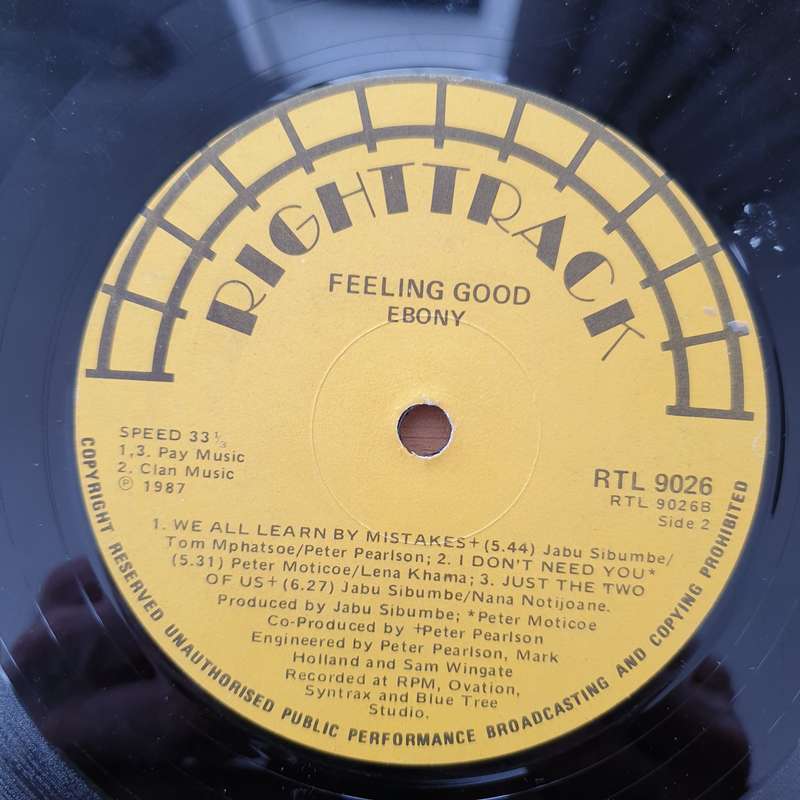 RIGHTTRACK
FEELING GOOD
EBONY
SPEED 33⅓
1,3. Pay Music
2. Clan Music
Ⓟ 1987
RTL 9026
RTL 9026B
Side 2
1. WE ALL LEARN BY MISTAKES+ (5.44) Jabu Sibumbe/
Tom Mphatsoe/Peter Pearlson; 2. I DON'T NEED YOU*
(5.31) Peter Moticoe/Lena Khama; 3. JUST THE TWO
OF US+ (6.27) Jabu Sibumbe/Nana Notijoane.
Produced by Jabu Sibumbe; *Peter Moticoe
Co-Produced by +Peter Pearlson
Engineered by Peter Pearlson, Mark
Holland and Sam Wingate
Recorded at RPM, Ovation,
Syntrax and Blue Tree
Studio.
COPYRIGHT RESERVED UNAUTHORISED PUBLIC PERFORMANCE BROADCASTING AND COPYING PROHIBITED